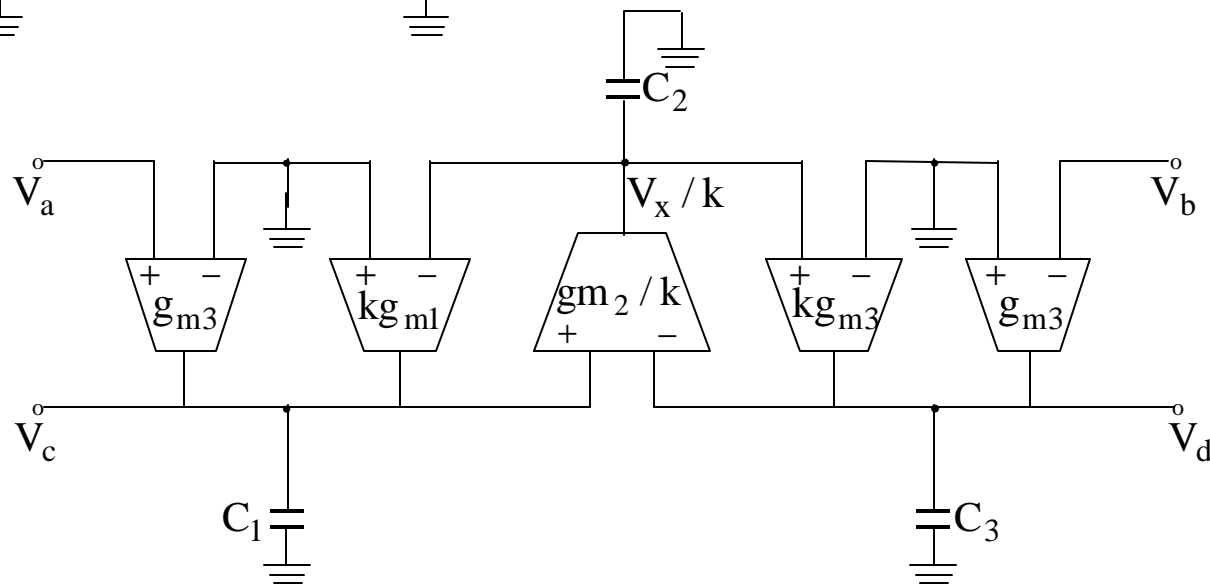 C2
Va
Vx / k
Vb
+ − + − + − + −
gm3 kgm1 gm2 / k kgm3 gm3
+ −
Vc
Vd
C1
C3